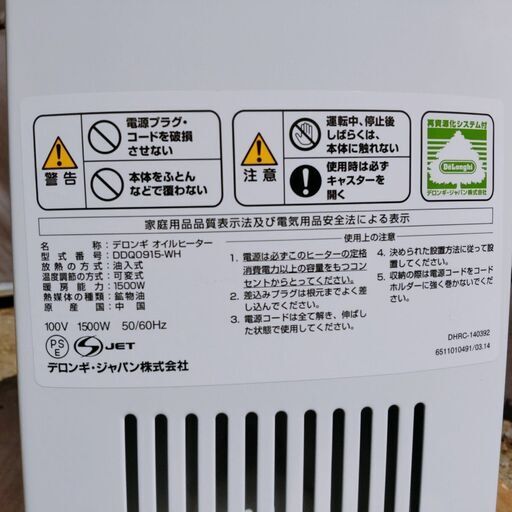 警告
電源プラグ・
コードを破損
させない
本体をふとん
などで覆わない
注意
運転中、停止後
しばらくは、
本体に触れない
使用時は必ず
キャスターを
開く
再資源化システム付
DeLonghi
デロンギ・ジャパン株式会社
家庭用品品質表示法及び電気用品安全法による表示
名称：デロンギ オイルヒーター
型式番号：DDQ0915-WH
放熱の方式：油入式
温度調節の方式：可変式
暖房能力：1500W
熱媒体の種類：鉱物油
原産国：中国
100V 1500W 50/60Hz
PSE
S JET
デロンギ・ジャパン株式会社
使用上の注意
1. 電源は必ずこのヒーターの定格
消費電力以上の容量をもつコン
セントからとってください。
2. 差込みプラグは根元までよく差
し込んでください。
3. 電源コードは全て解き、伸ばし
た状態で使用してください。
4. 決められた設置方法に従って設
置してください。
5. 収納の際は電源コードをコード
ホルダーに強く巻かないでくだ
さい。
DHRC-140392
6511010491/03.14